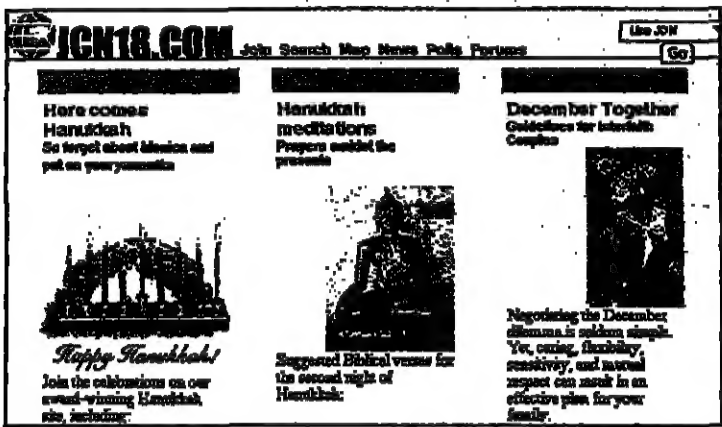 JCN18.COM
Join Search Map News Polls Forums
Use JCN
Go
Here comes
Hanukkah
So forget about Monica and
put on your yarmulke
Happy Hanukkah!
Join the celebrations on our
award-winning Hanukkah
site, including:
Hanukkah
meditations
Prayers amidst the
presents
Suggested Biblical verses for
the second night of
Hanukkah:
December Together
Guidelines for Interfaith
Couples
Negotiating the December
dilemma is seldom simple.
Yet, caring, flexibility,
sensitivity, and mutual
respect can result in an
effective plan for your
family.